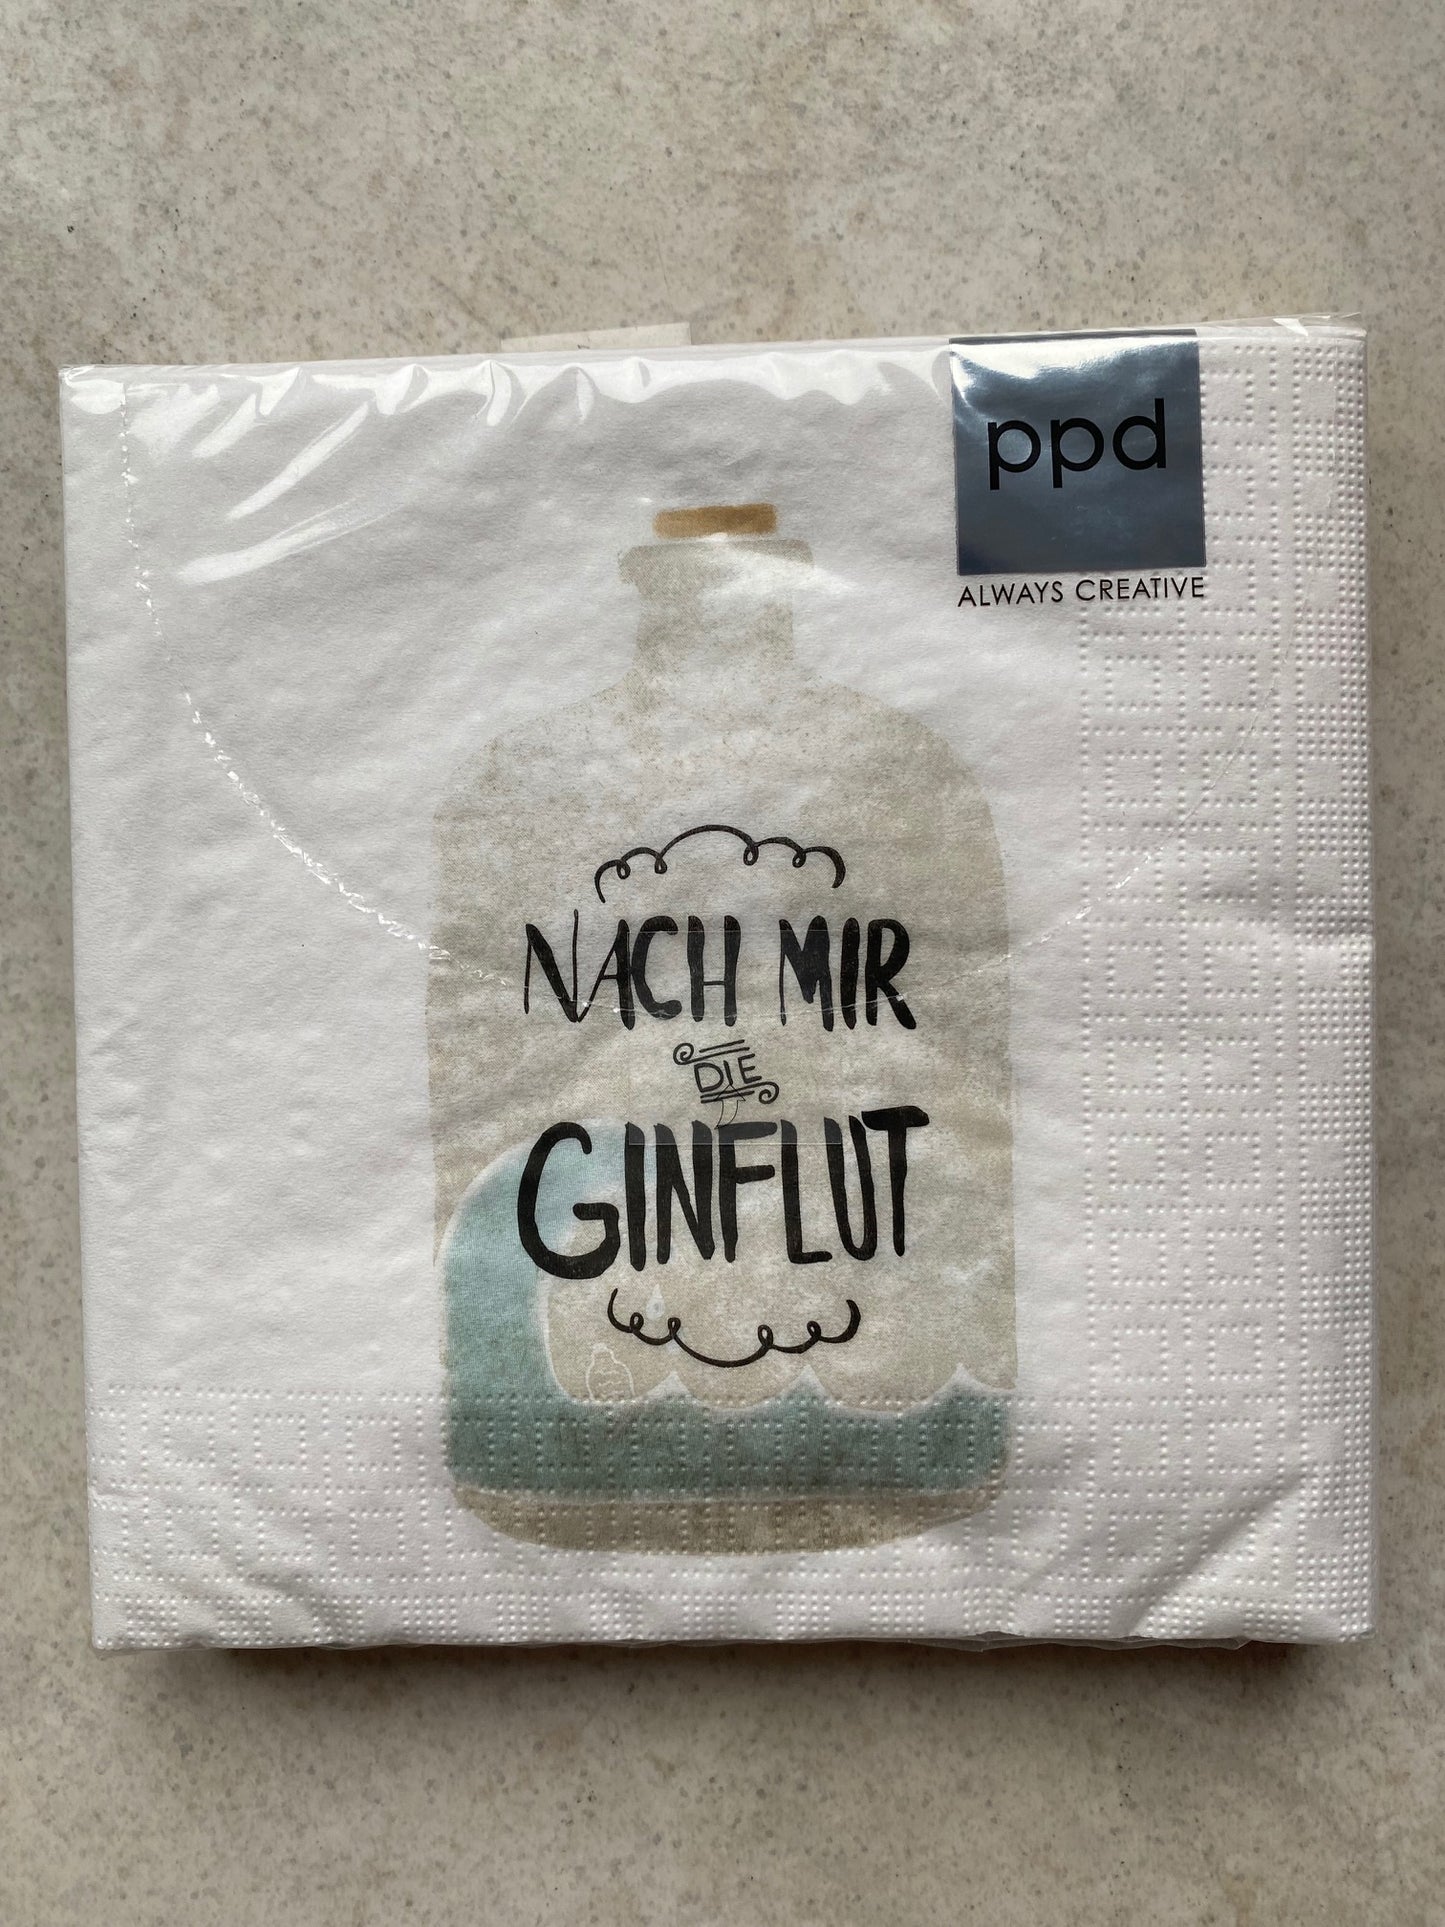 ppd
ALWAYS CREATIVE
NACH MIR
DIE
GINFLUT